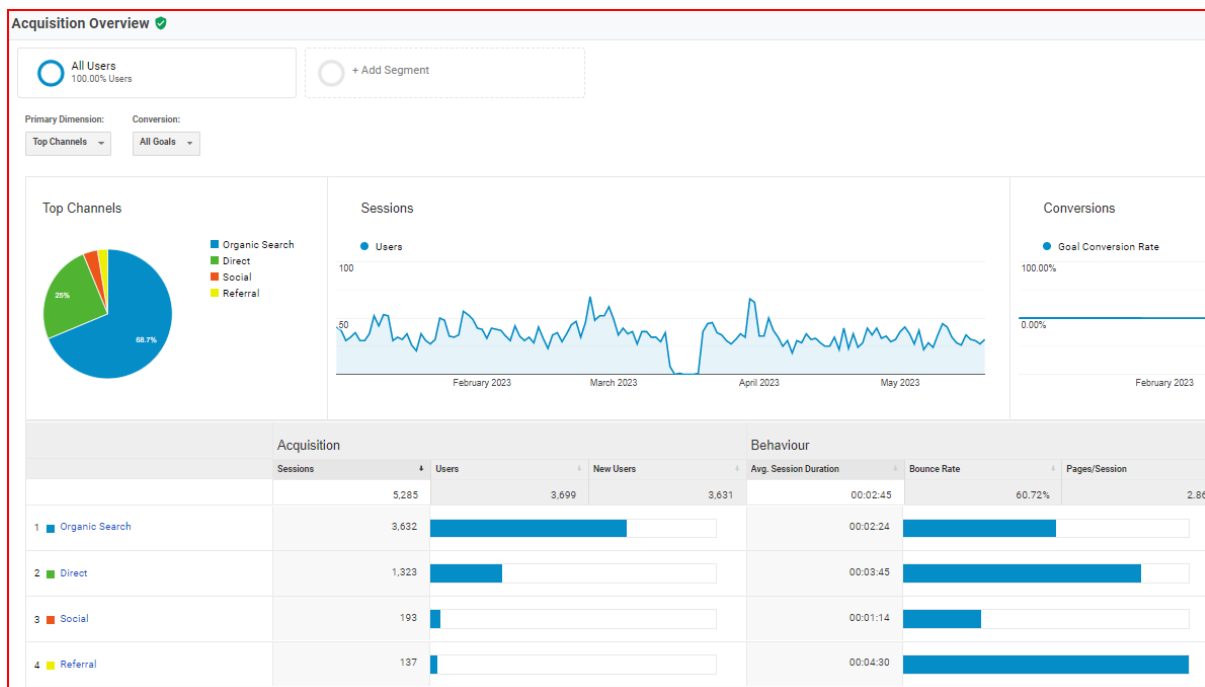 Acquisition Overview
All Users
100.00% Users
+ Add Segment
Primary Dimension:
Conversion:
Top Channels
All Goals
Top Channels
Organic Search
Direct
Social
Referral
25%
68.7%
Sessions
Users
100
50
February 2023
March 2023
April 2023
May 2023
Conversions
Goal Conversion Rate
100.00%
0.00%
February 2023
Acquisition
Behaviour
Sessions
Users
New Users
Avg. Session Duration
Bounce Rate
Pages/Session
5,285
3,699
3,631
00:02:45
60.72%
2.86
1 Organic Search
3,632
00:02:24
2 Direct
1,323
00:03:45
3 Social
193
00:01:14
4 Referral
137
00:04:30